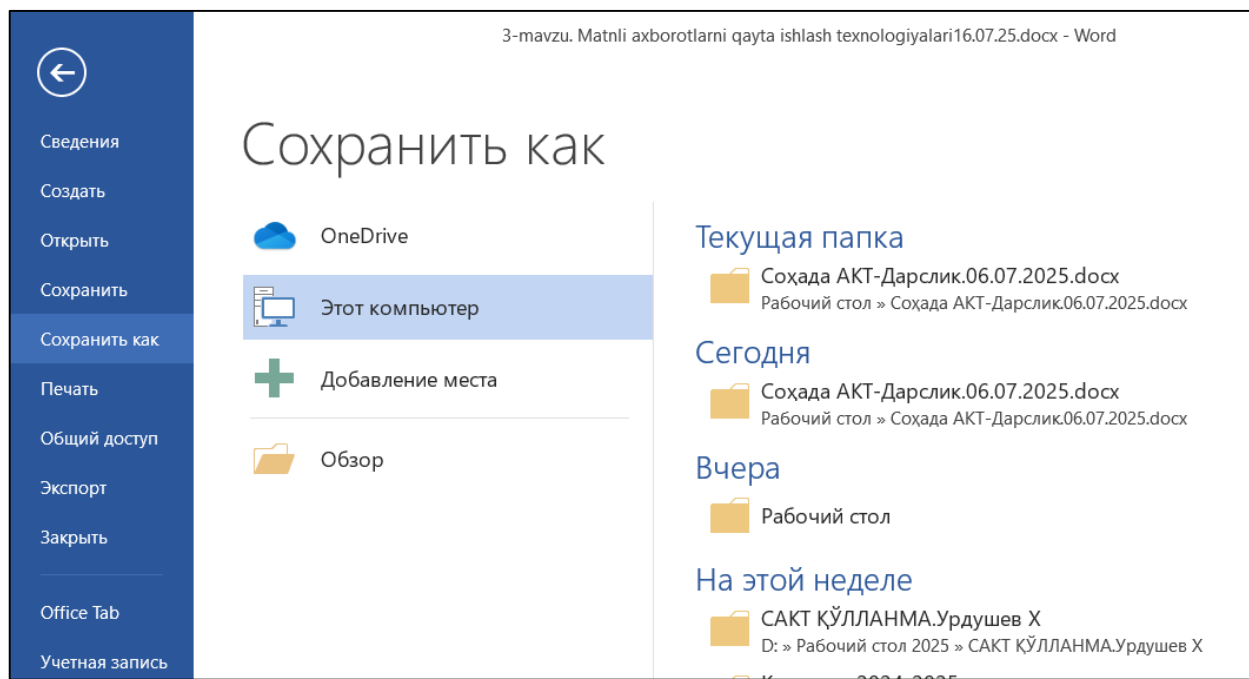 3-mavzu. Matnli axborotlarni qayta ishlash texnologiyalari16.07.25.docx - Word
Сведения
Создать
Открыть
Сохранить
Сохранить как
Печать
Общий доступ
Экспорт
Закрыть
Office Tab
Учетная запись
Сохранить как
OneDrive
Этот компьютер
Добавление места
Обзор
Текущая папка
Соҳада АКТ-Дарслик.06.07.2025.docx
Рабочий стол » Соҳада АКТ-Дарслик.06.07.2025.docx
Сегодня
Соҳада АКТ-Дарслик.06.07.2025.docx
Рабочий стол » Соҳада АКТ-Дарслик.06.07.2025.docx
Вчера
Рабочий стол
На этой неделе
САКТ ҚЎЛЛАНМА.Урдушев Х
D: » Рабочий стол 2025 » САКТ ҚЎЛЛАНМА.Урдушев Х